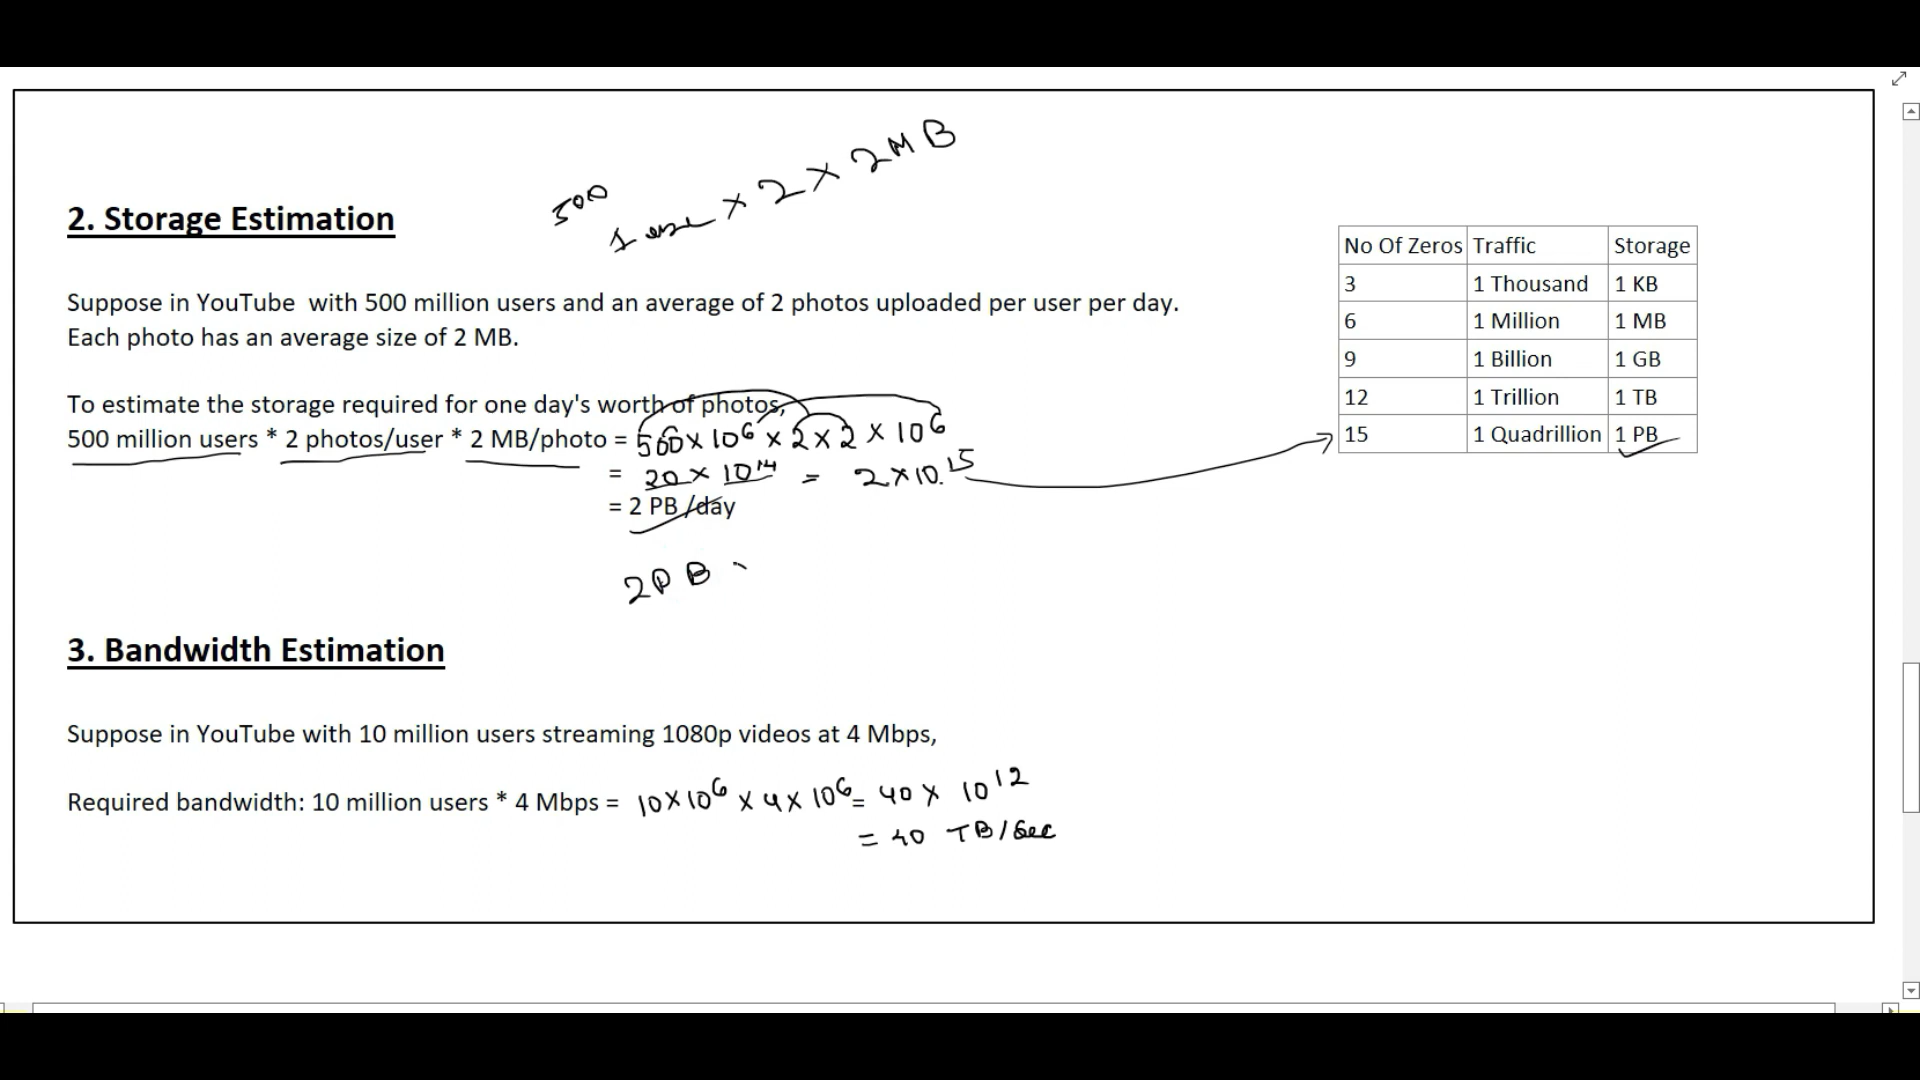 500
1 user × 2 × 2MB
2. Storage Estimation
Suppose in YouTube with 500 million users and an average of 2 photos uploaded per user per day.
Each photo has an average size of 2 MB.
To estimate the storage required for one day's worth of photos,
500 million users * 2 photos/user * 2 MB/photo = 500 × 10⁶ × 2 × 2 × 10⁶
= 20 × 10¹⁴ = 2 × 10¹⁵
= 2 PB /day
2 PB
No Of Zeros Traffic Storage
3 1 Thousand 1 KB
6 1 Million 1 MB
9 1 Billion 1 GB
12 1 Trillion 1 TB
15 1 Quadrillion 1 PB
3. Bandwidth Estimation
Suppose in YouTube with 10 million users streaming 1080p videos at 4 Mbps,
Required bandwidth: 10 million users * 4 Mbps = 10 × 10⁶ × 4 × 10⁶ = 40 × 10¹²
= 40 TB/sec